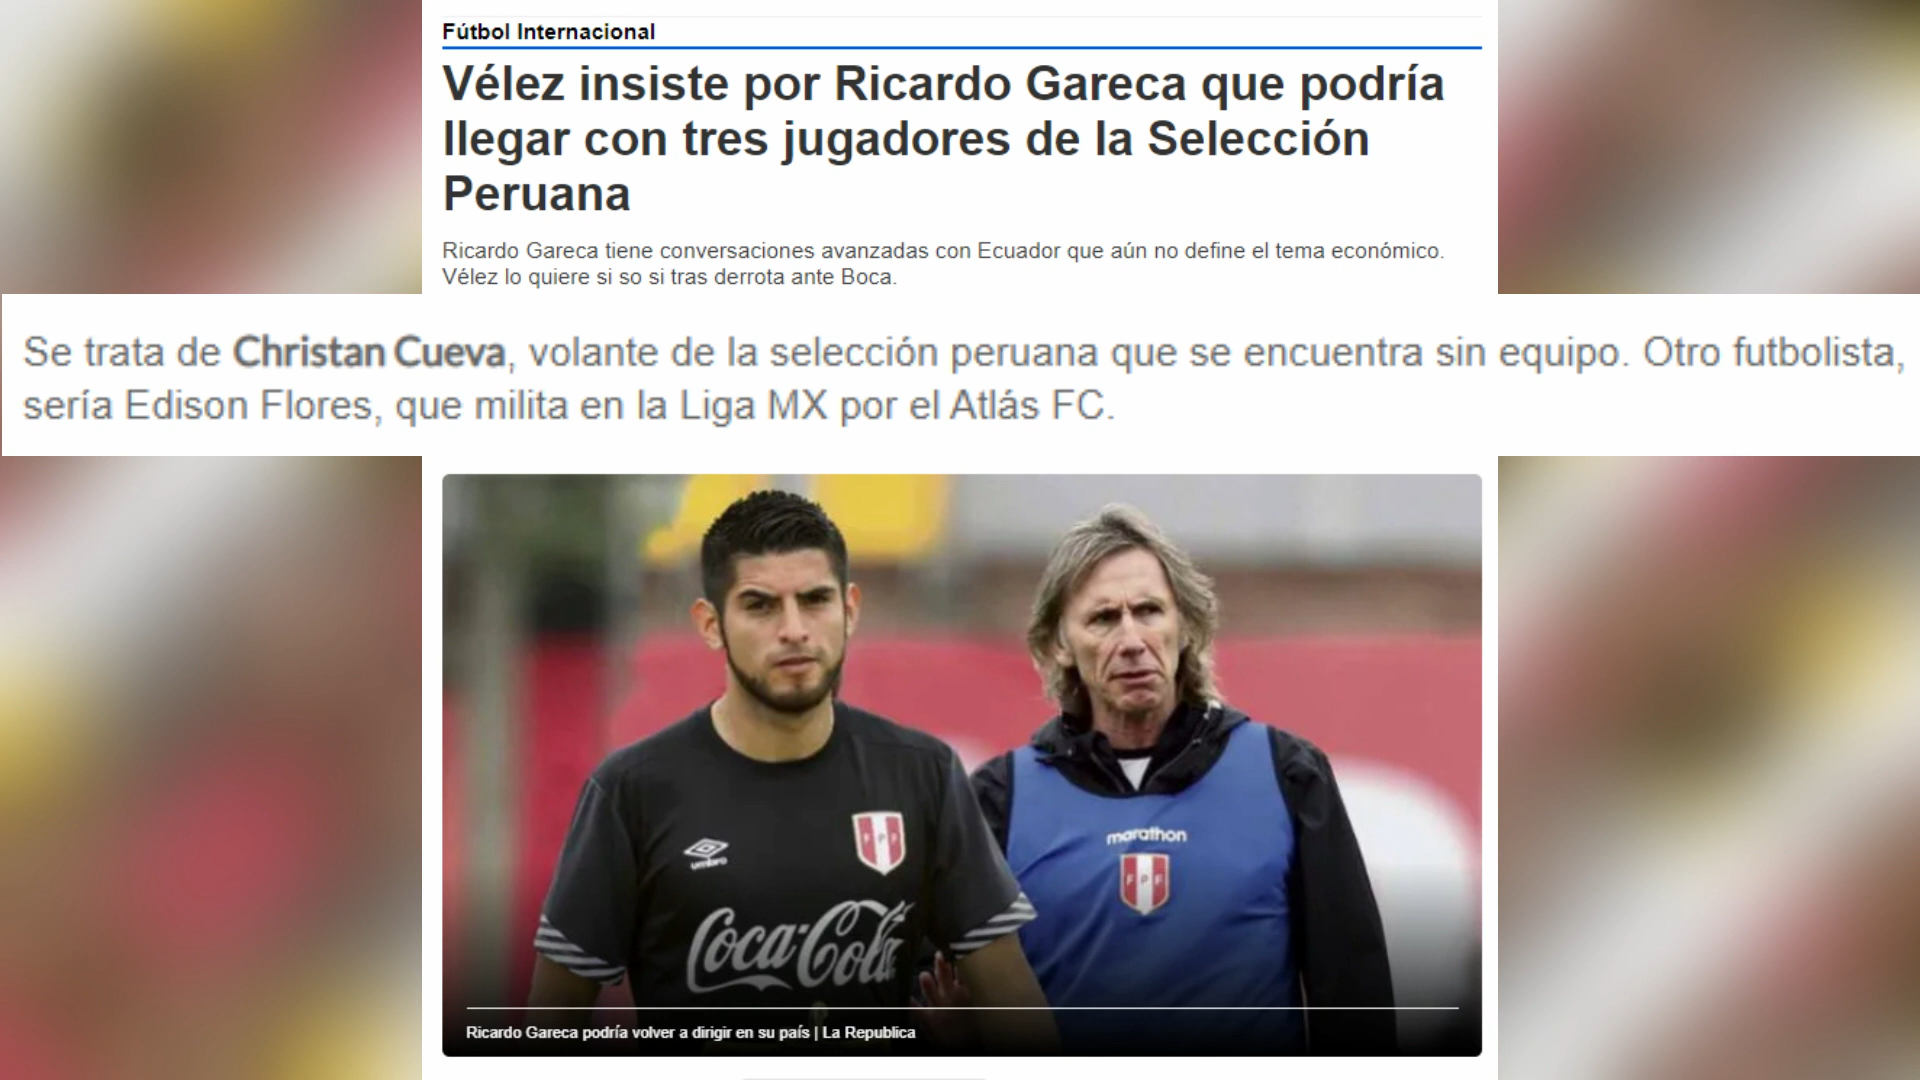 Fútbol Internacional
Vélez insiste por Ricardo Gareca que podría
llegar con tres jugadores de la Selección
Peruana
Ricardo Gareca tiene conversaciones avanzadas con Ecuador que aún no define el tema económico.
Vélez lo quiere si so si tras derrota ante Boca.
Se trata de Christan Cueva, volante de la selección peruana que se encuentra sin equipo. Otro futbolista,
sería Edison Flores, que milita en la Liga MX por el Atlás FC.
umbro
FPF
Coca-Cola
marathon
FPF
Ricardo Gareca podría volver a dirigir en su país | La Republica